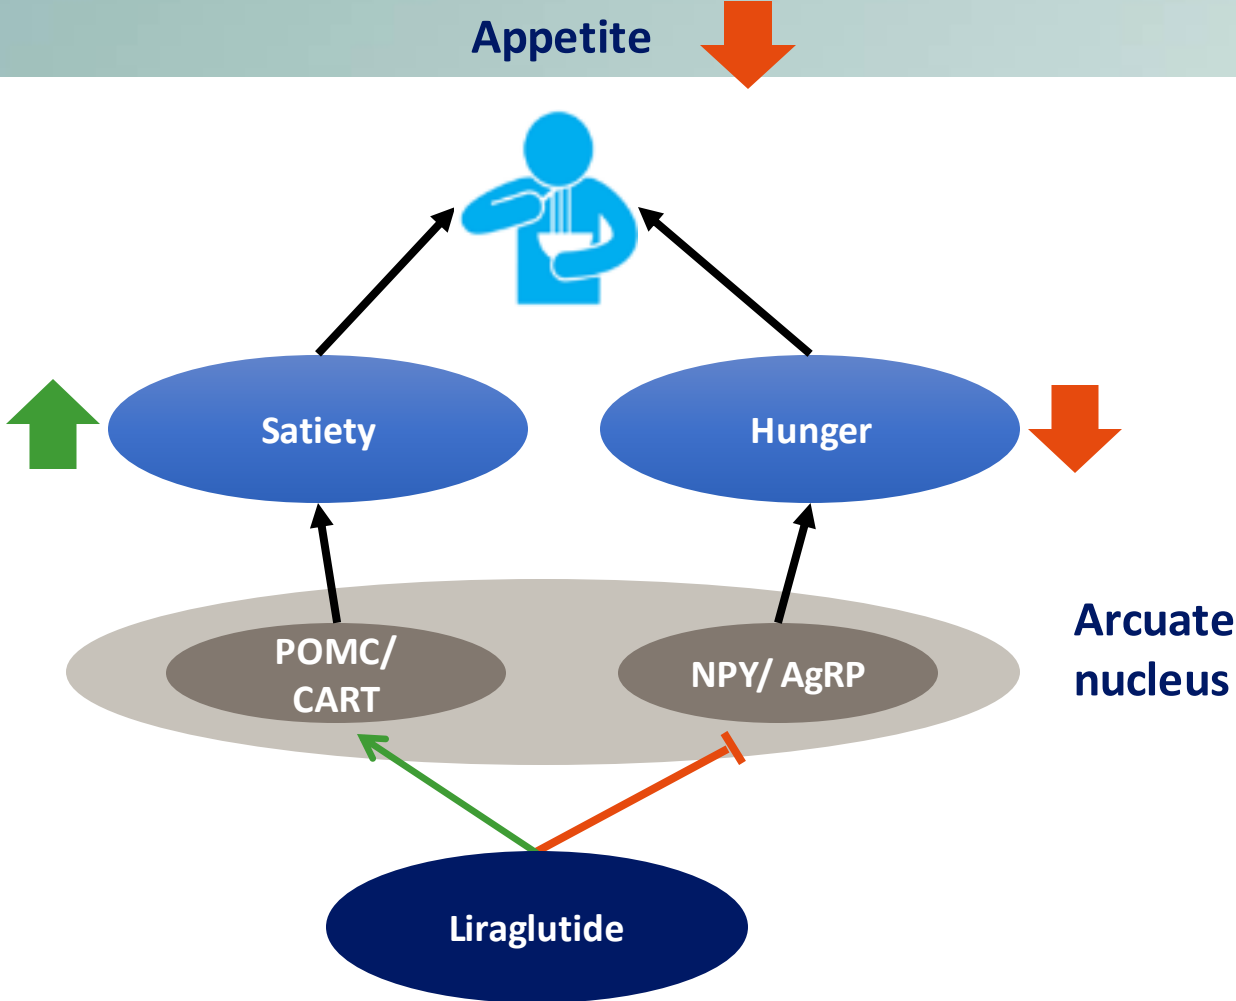 Appetite
Satiety
Hunger
POMC/
CART
NPY/ AgRP
Arcuate
nucleus
Liraglutide